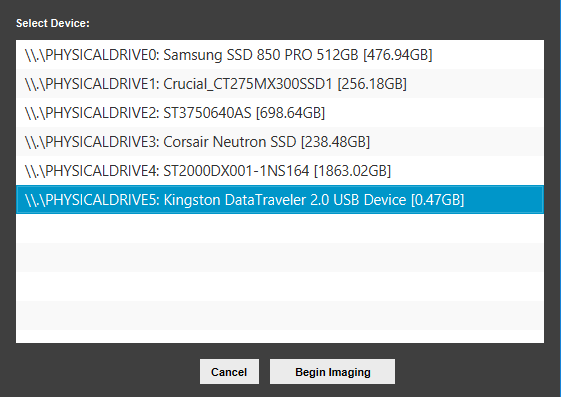 Select Device:
\\.\PHYSICALDRIVE0: Samsung SSD 850 PRO 512GB [476.94GB]
\\.\PHYSICALDRIVE1: Crucial_CT275MX300SSD1 [256.18GB]
\\.\PHYSICALDRIVE2: ST3750640AS [698.64GB]
\\.\PHYSICALDRIVE3: Corsair Neutron SSD [238.48GB]
\\.\PHYSICALDRIVE4: ST2000DX001-1NS164 [1863.02GB]
\\.\PHYSICALDRIVE5: Kingston DataTraveler 2.0 USB Device [0.47GB]
Cancel Begin Imaging